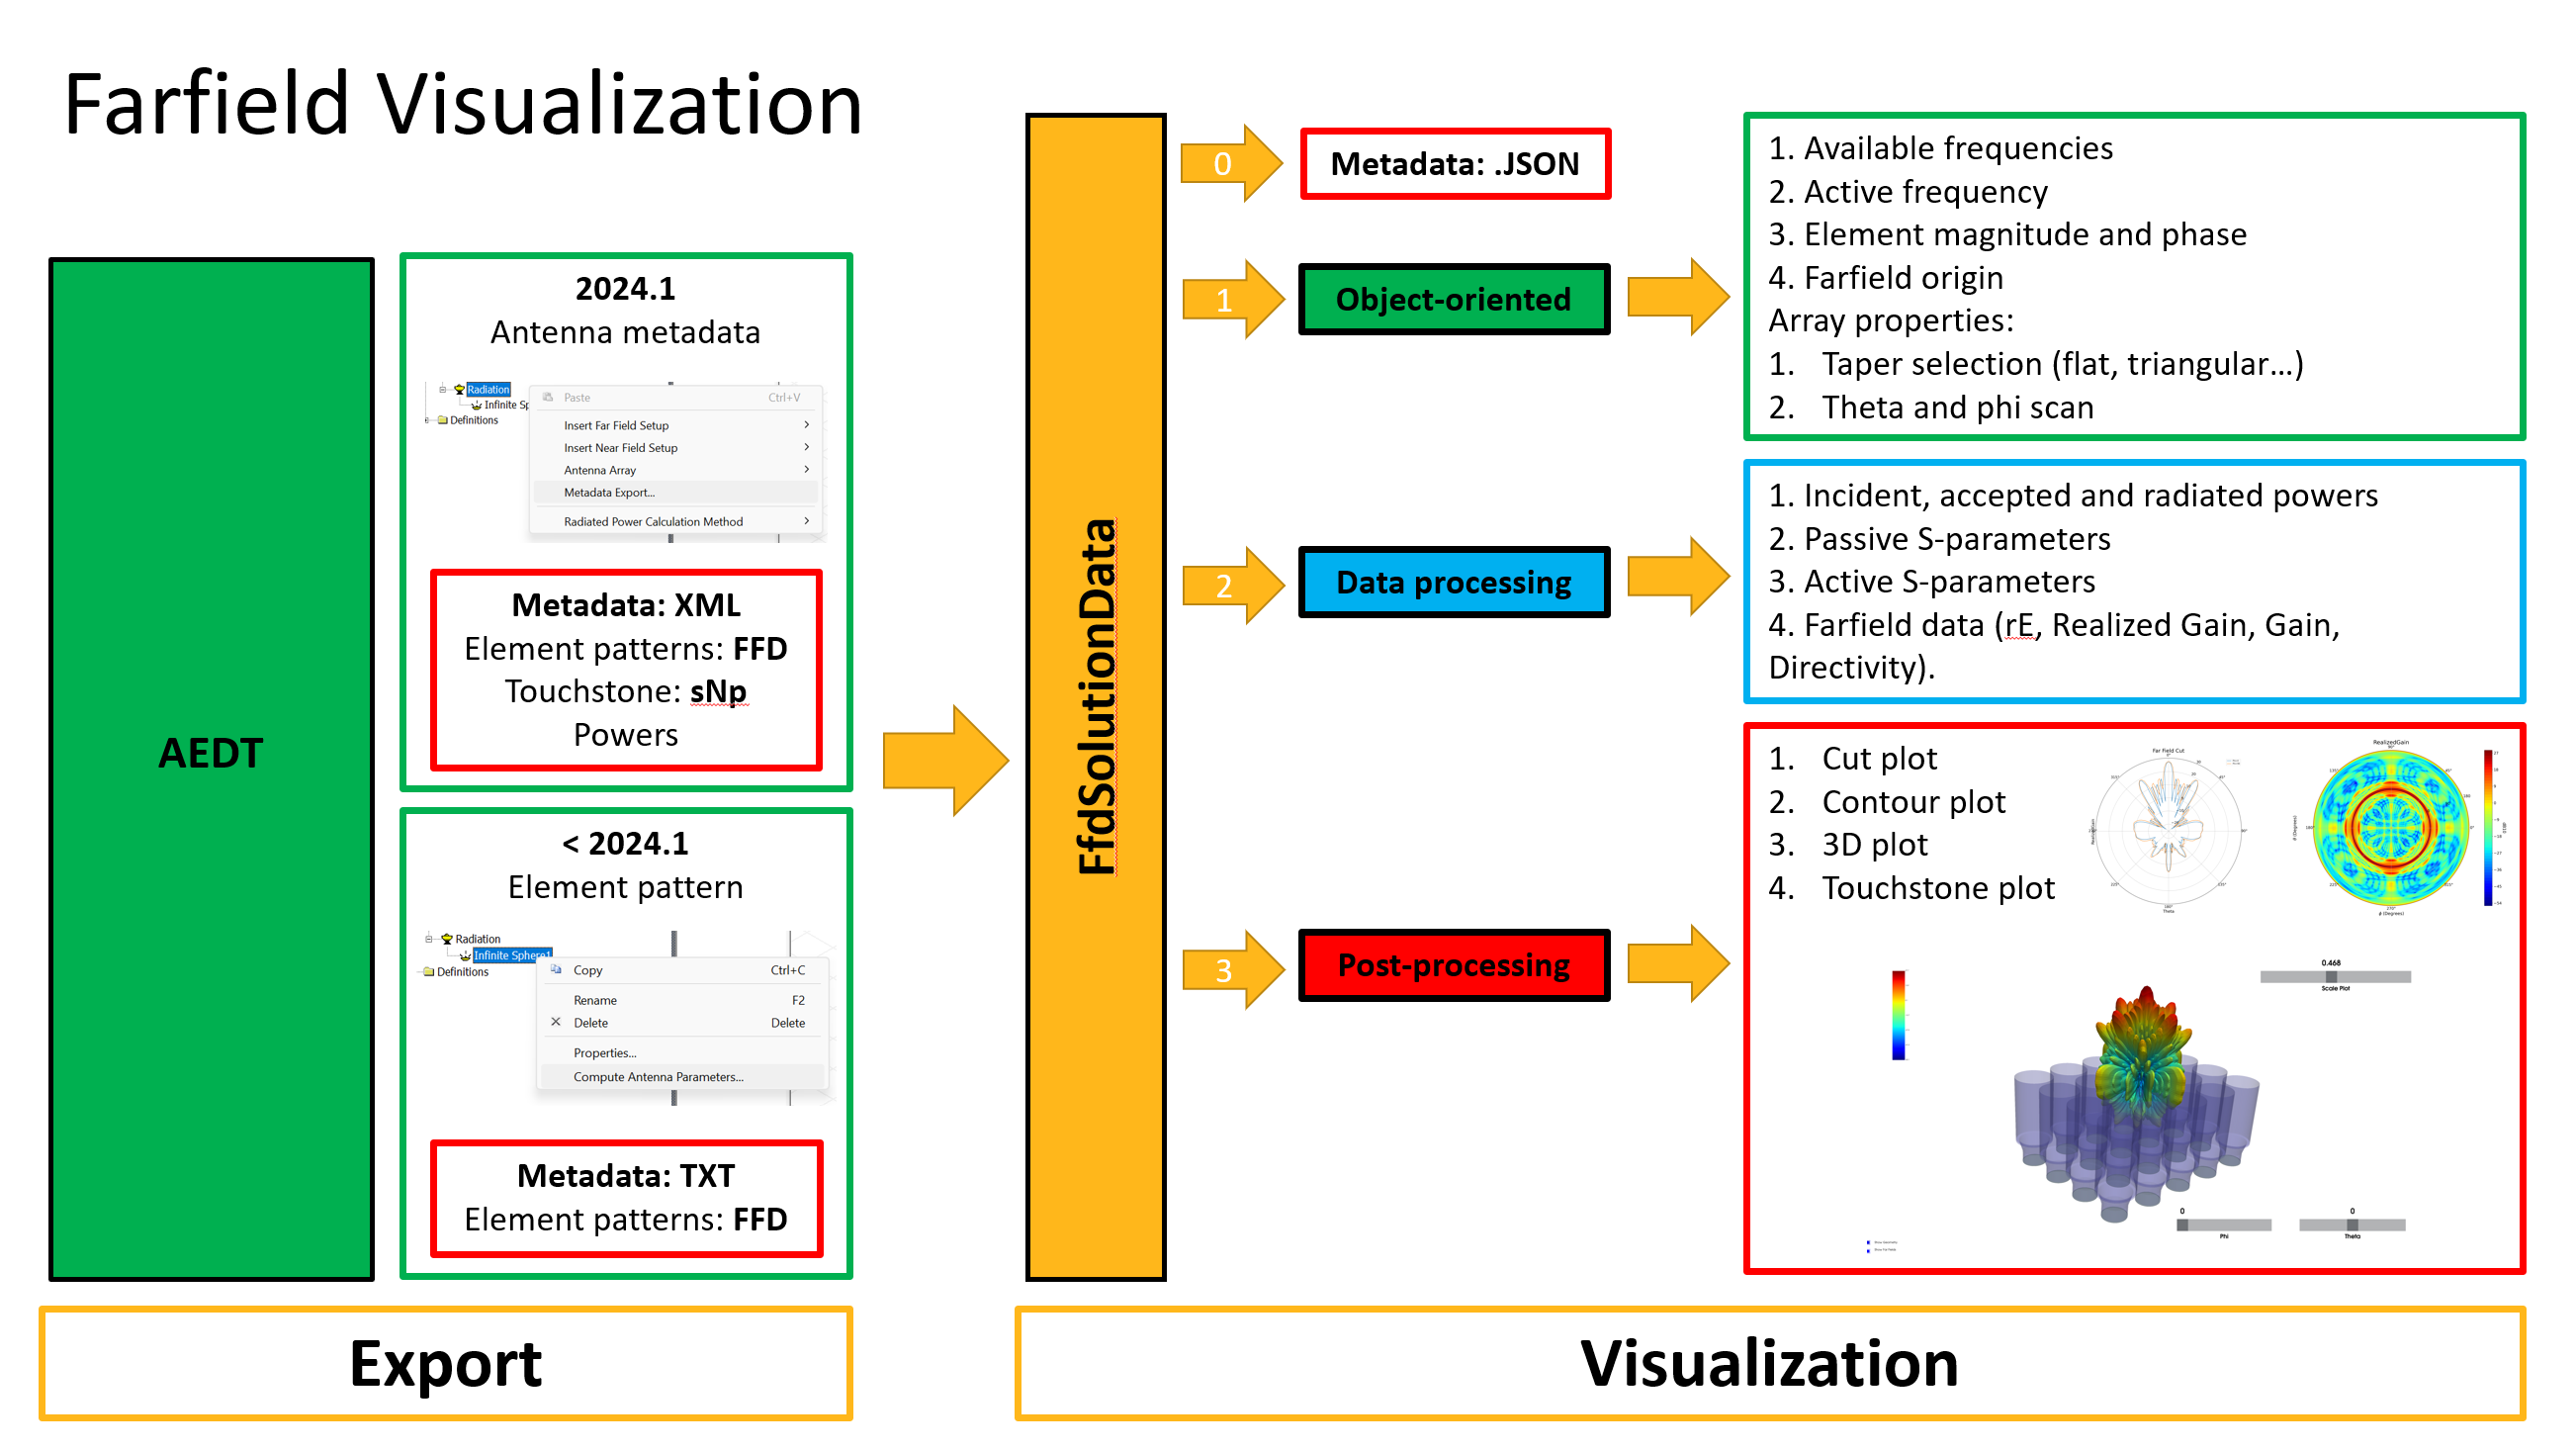 Farfield Visualization
AEDT
2024.1
Antenna metadata
Radiation
Infinite Sp
Definitions
Paste Ctrl+V
Insert Far Field Setup
Insert Near Field Setup
Antenna Array
Metadata Export...
Radiated Power Calculation Method
Metadata: XML
Element patterns: FFD
Touchstone: sNp
Powers
< 2024.1
Element pattern
Radiation
Infinite Sphere1
Definitions
Copy Ctrl+C
Rename F2
Delete Delete
Properties...
Compute Antenna Parameters...
Metadata: TXT
Element patterns: FFD
Export
FfdSolutionData
0
Metadata: .JSON
1
Object-oriented
1. Available frequencies
2. Active frequency
3. Element magnitude and phase
4. Farfield origin
Array properties:
1. Taper selection (flat, triangular...)
2. Theta and phi scan
2
Data processing
1. Incident, accepted and radiated powers
2. Passive S-parameters
3. Active S-parameters
4. Farfield data (rE, Realized Gain, Gain,
Directivity).
3
Post-processing
1. Cut plot
2. Contour plot
3. 3D plot
4. Touchstone plot
Far Field Cut
Theta
RealizedGain
0.468
Scale Plot
0
Phi
0
Theta
Visualization